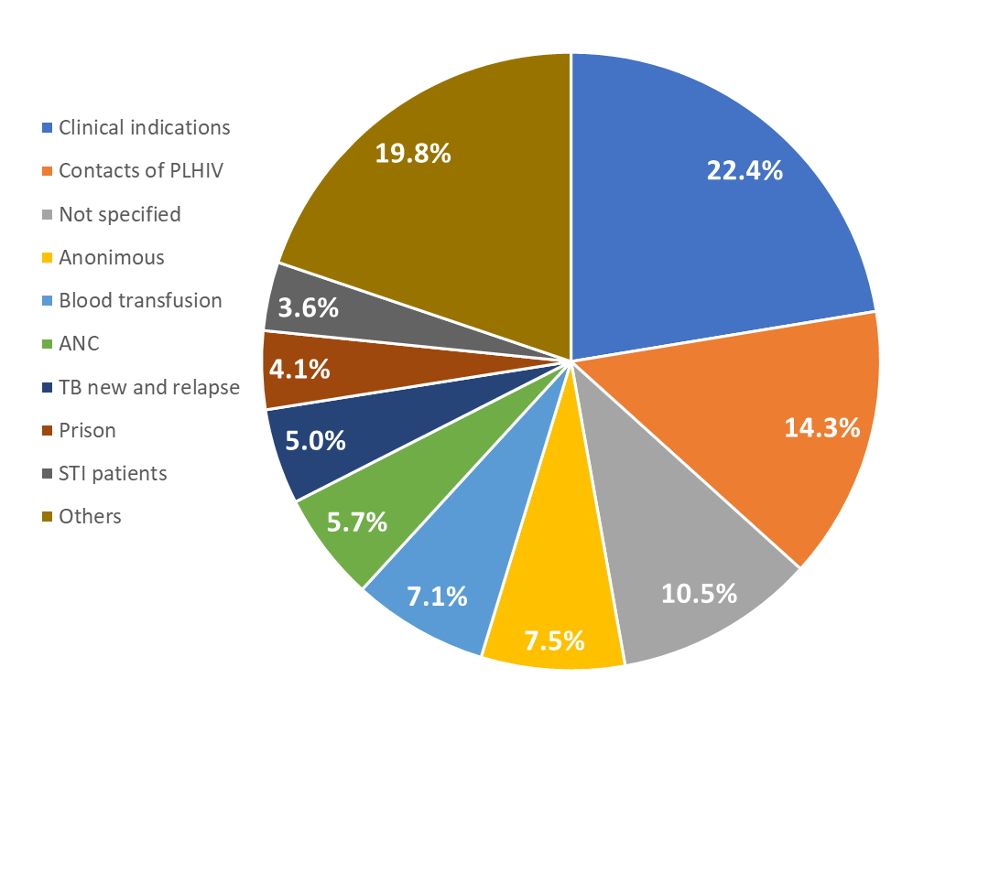 Clinical indications
Contacts of PLHIV
Not specified
Anonimous
Blood transfusion
ANC
TB new and relapse
Prison
STI patients
Others
22.4%
14.3%
10.5%
7.5%
7.1%
5.7%
5.0%
4.1%
3.6%
19.8%